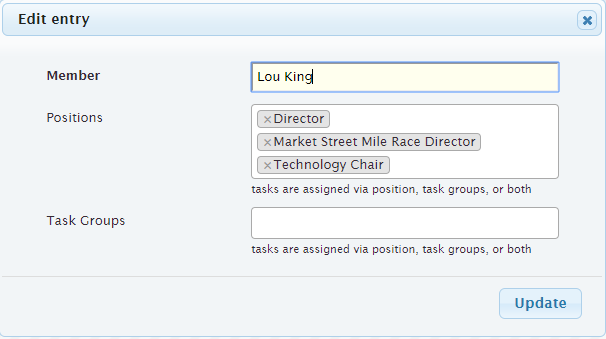 Edit entry
Member
Lou King
Positions
×Director
×Market Street Mile Race Director
×Technology Chair
tasks are assigned via position, task groups, or both
Task Groups
tasks are assigned via position, task groups, or both
Update